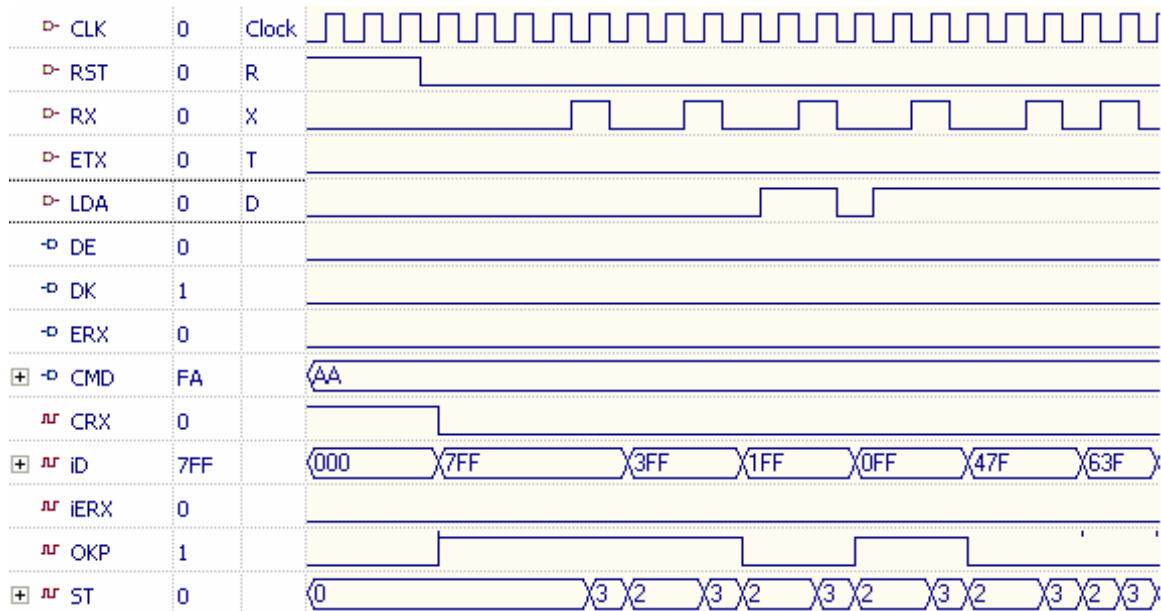 CLK 0 Clock
RST 0 R
RX 0 X
ETX 0 T
LDA 0 D
DE 0
DK 1
ERX 0
CMD FA AA
CRX 0
iD 7FF 000 7FF 3FF 1FF 0FF 47F 63F
iERX 0
OKP 1
ST 0 0 3 2 3 2 3 2 3 2 3 2 3